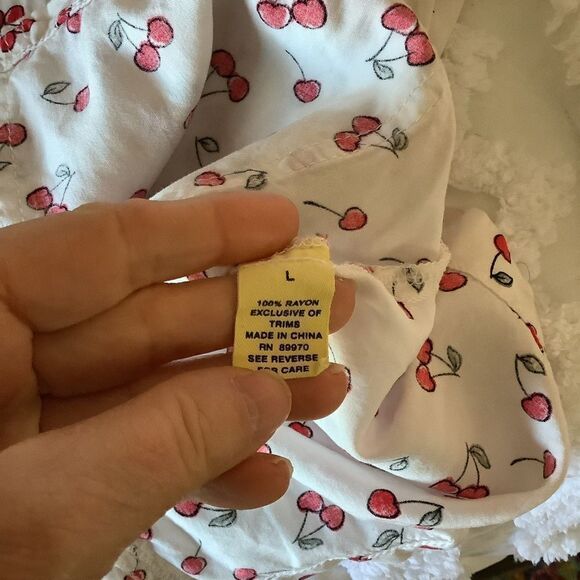 L
100% RAYON
EXCLUSIVE OF
TRIMS
MADE IN CHINA
RN 89970
SEE REVERSE
FOR CARE